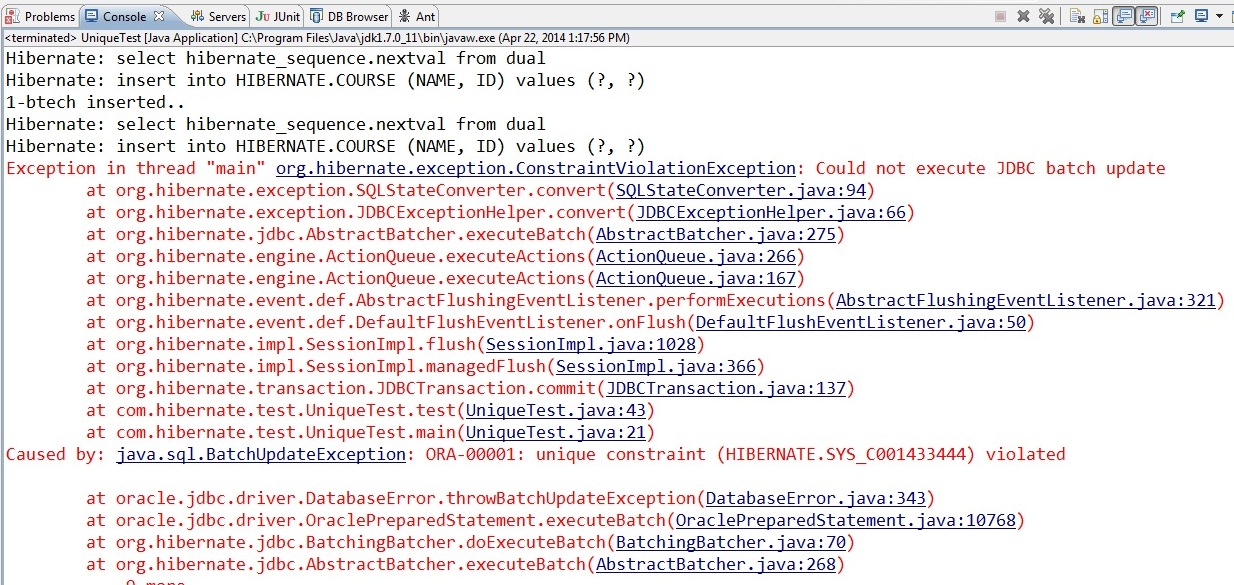 Problems Console Servers JUnit DB Browser Ant
<terminated> UniqueTest [Java Application] C:\Program Files\Java\jdk1.7.0_11\bin\javaw.exe (Apr 22, 2014 1:17:56 PM)
Hibernate: select hibernate_sequence.nextval from dual
Hibernate: insert into HIBERNATE.COURSE (NAME, ID) values (?, ?)
1-btech inserted..
Hibernate: select hibernate_sequence.nextval from dual
Hibernate: insert into HIBERNATE.COURSE (NAME, ID) values (?, ?)
Exception in thread "main" org.hibernate.exception.ConstraintViolationException: Could not execute JDBC batch update
at org.hibernate.exception.SQLStateConverter.convert(SQLStateConverter.java:94)
at org.hibernate.exception.JDBCExceptionHelper.convert(JDBCExceptionHelper.java:66)
at org.hibernate.jdbc.AbstractBatcher.executeBatch(AbstractBatcher.java:275)
at org.hibernate.engine.ActionQueue.executeActions(ActionQueue.java:266)
at org.hibernate.engine.ActionQueue.executeActions(ActionQueue.java:167)
at org.hibernate.event.def.AbstractFlushingEventListener.performExecutions(AbstractFlushingEventListener.java:321)
at org.hibernate.event.def.DefaultFlushEventListener.onFlush(DefaultFlushEventListener.java:50)
at org.hibernate.impl.SessionImpl.flush(SessionImpl.java:1028)
at org.hibernate.impl.SessionImpl.managedFlush(SessionImpl.java:366)
at org.hibernate.transaction.JDBCTransaction.commit(JDBCTransaction.java:137)
at com.hibernate.test.UniqueTest.test(UniqueTest.java:43)
at com.hibernate.test.UniqueTest.main(UniqueTest.java:21)
Caused by: java.sql.BatchUpdateException: ORA-00001: unique constraint (HIBERNATE.SYS_C001433444) violated
at oracle.jdbc.driver.DatabaseError.throwBatchUpdateException(DatabaseError.java:343)
at oracle.jdbc.driver.OraclePreparedStatement.executeBatch(OraclePreparedStatement.java:10768)
at org.hibernate.jdbc.BatchingBatcher.doExecuteBatch(BatchingBatcher.java:70)
at org.hibernate.jdbc.AbstractBatcher.executeBatch(AbstractBatcher.java:268)